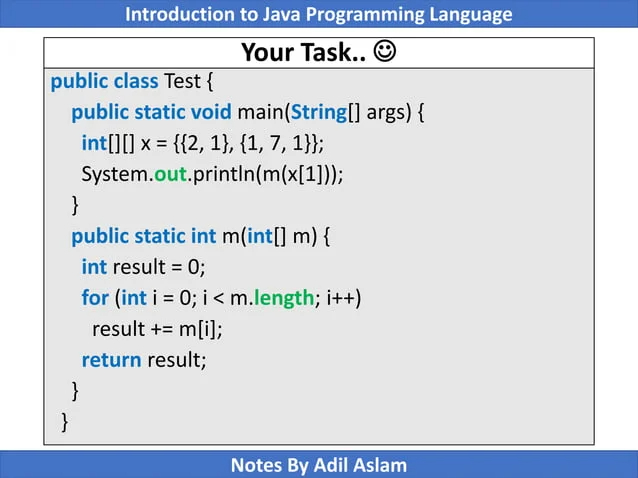 Introduction to Java Programming Language
Your Task.. ☺
public class Test {
public static void main(String[] args) {
int[][] x = {{2, 1}, {1, 7, 1}};
System.out.println(m(x[1]));
}
public static int m(int[] m) {
int result = 0;
for (int i = 0; i < m.length; i++)
result += m[i];
return result;
}
}
Notes By Adil Aslam